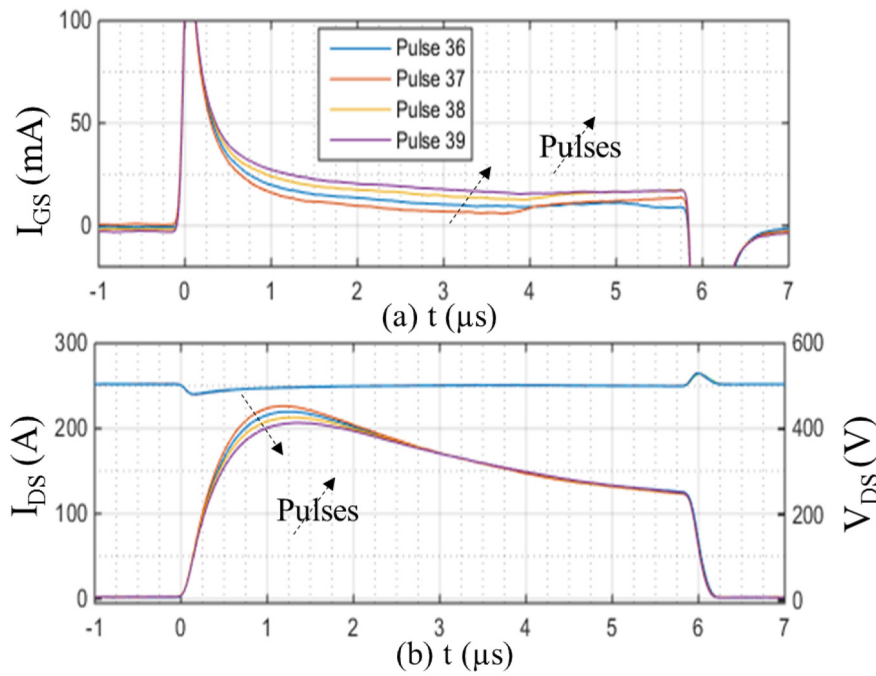 100
50
0
I_GS (mA)
Pulse 36
Pulse 37
Pulse 38
Pulse 39
Pulses
-1 0 1 2 3 4 5 6 7
(a) t (µs)
300
200
100
0
I_DS (A)
600
400
200
0
V_DS (V)
Pulses
-1 0 1 2 3 4 5 6 7
(b) t (µs)